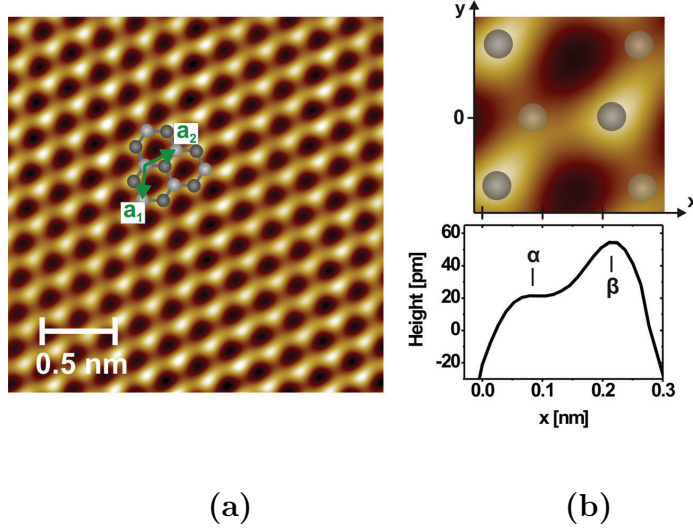 a₂
a₁
0.5 nm
(a)
y
0
x
60
40
20
0
-20
Height [pm]
α
β
0.0
0.1
0.2
0.3
x [nm]
(b)